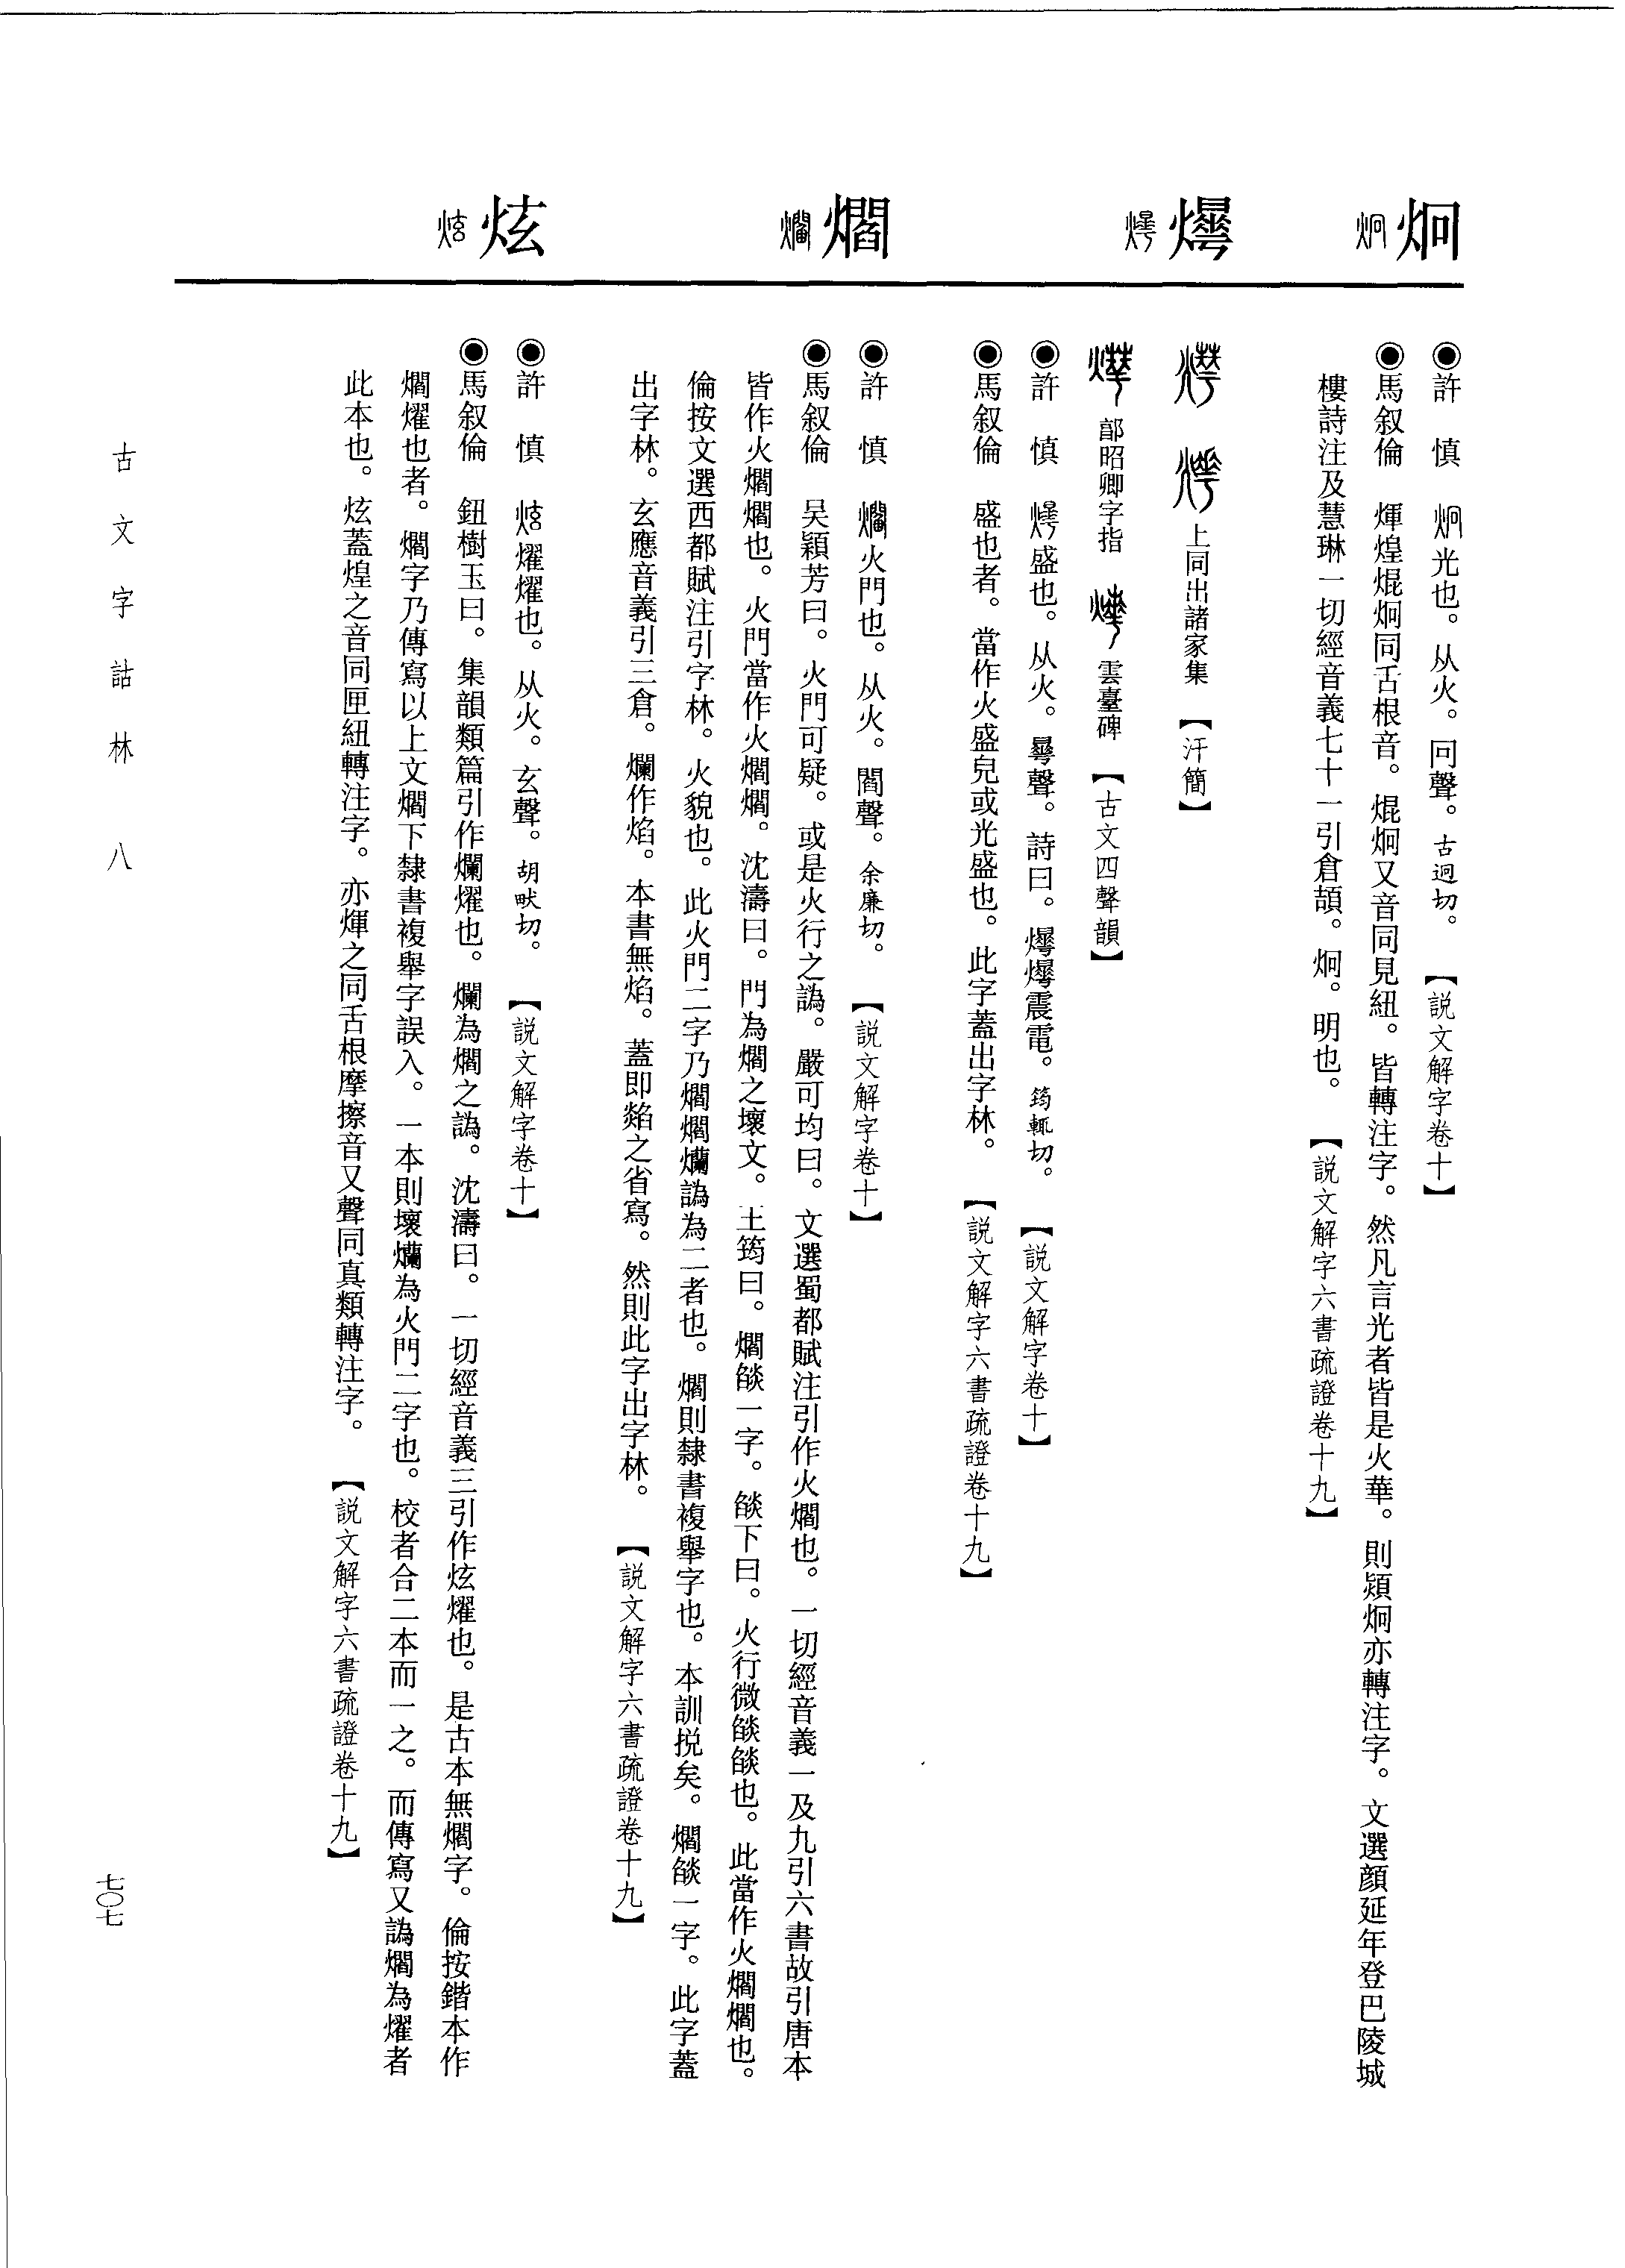 炯
爗
爓
炫
◉許　慎　炯光也。从火。冋聲。古迥切。　【説文解字卷十】
◉馬叙倫　煇煌焜炯同舌根音。焜炯又音同見紐。皆轉注字。然凡言光者皆是火華。則熲炯亦轉注字。文選顔延年登巴陵城
樓詩注及慧琳一切經音義七十一引倉頡。炯。明也。　【説文解字六書疏證卷十九】
上同出諸家集　【汗簡】
郃昭卿字指　雲臺碑　【古文四聲韻】
◉許　慎　爗盛也。从火。曅聲。詩曰。爗爗震電。筠輒切。　【説文解字卷十】
◉馬叙倫　盛也者。當作火盛皃或光盛也。此字蓋出字林。　【説文解字六書疏證卷十九】
◉許　慎　爓火門也。从火。閻聲。余廉切。　【説文解字卷十】
◉馬叙倫　吴穎芳曰。火門可疑。或是火行之譌。嚴可均曰。文選蜀都賦注引作火爓也。一切經音義一及九引六書故引唐本
皆作火爓爓也。火門當作火爓爓。沈濤曰。門為爓之壞文。王筠曰。爓燄一字。燄下曰。火行微燄燄也。此當作火爓爓也。
倫按文選西都賦注引字林。火貌也。此火門二字乃爓爓爛譌為二者也。爓則隸書複舉字也。本訓捝矣。爓燄一字。此字蓋
出字林。玄應音義引三倉。爛作焰。本書無焰。蓋即燄之省寫。然則此字出字林。　【説文解字六書疏證卷十九】
◉許　慎　炫燿燿也。从火。玄聲。胡畎切。　【説文解字卷十】
◉馬叙倫　鈕樹玉曰。集韻類篇引作爛燿也。爛為爓之譌。沈濤曰。一切經音義三引作炫燿也。是古本無爓字。倫按鍇本作
爓燿也者。爓字乃傳寫以上文爓下隸書複舉字誤入。一本則壞爛為火門二字也。校者合二本而一之。而傳寫又譌爓為燿者
此本也。炫蓋煌之音同匣紐轉注字。亦煇之同舌根摩擦音又聲同真類轉注字。　【説文解字六書疏證卷十九】
古文字詁林　八
七〇七